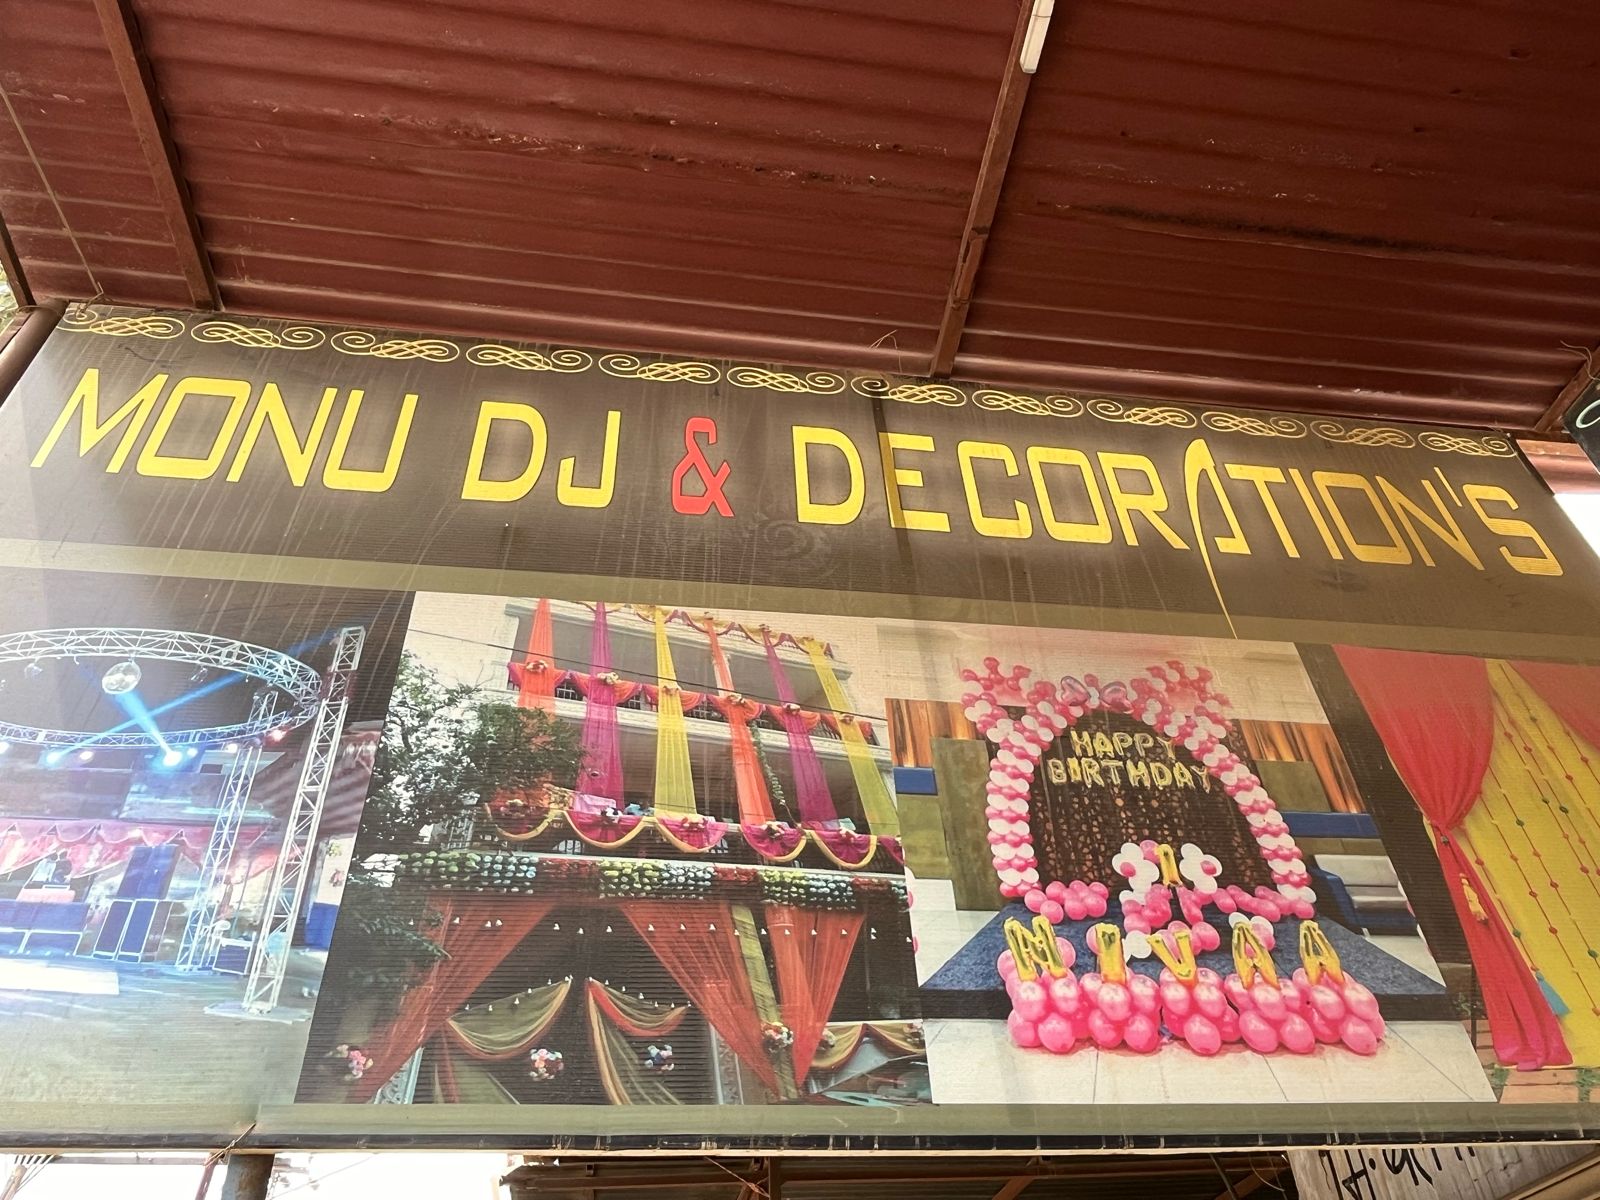 MONU DJ & DECORATION'S
HAPPY
BIRTHDAY
1
NIVAA